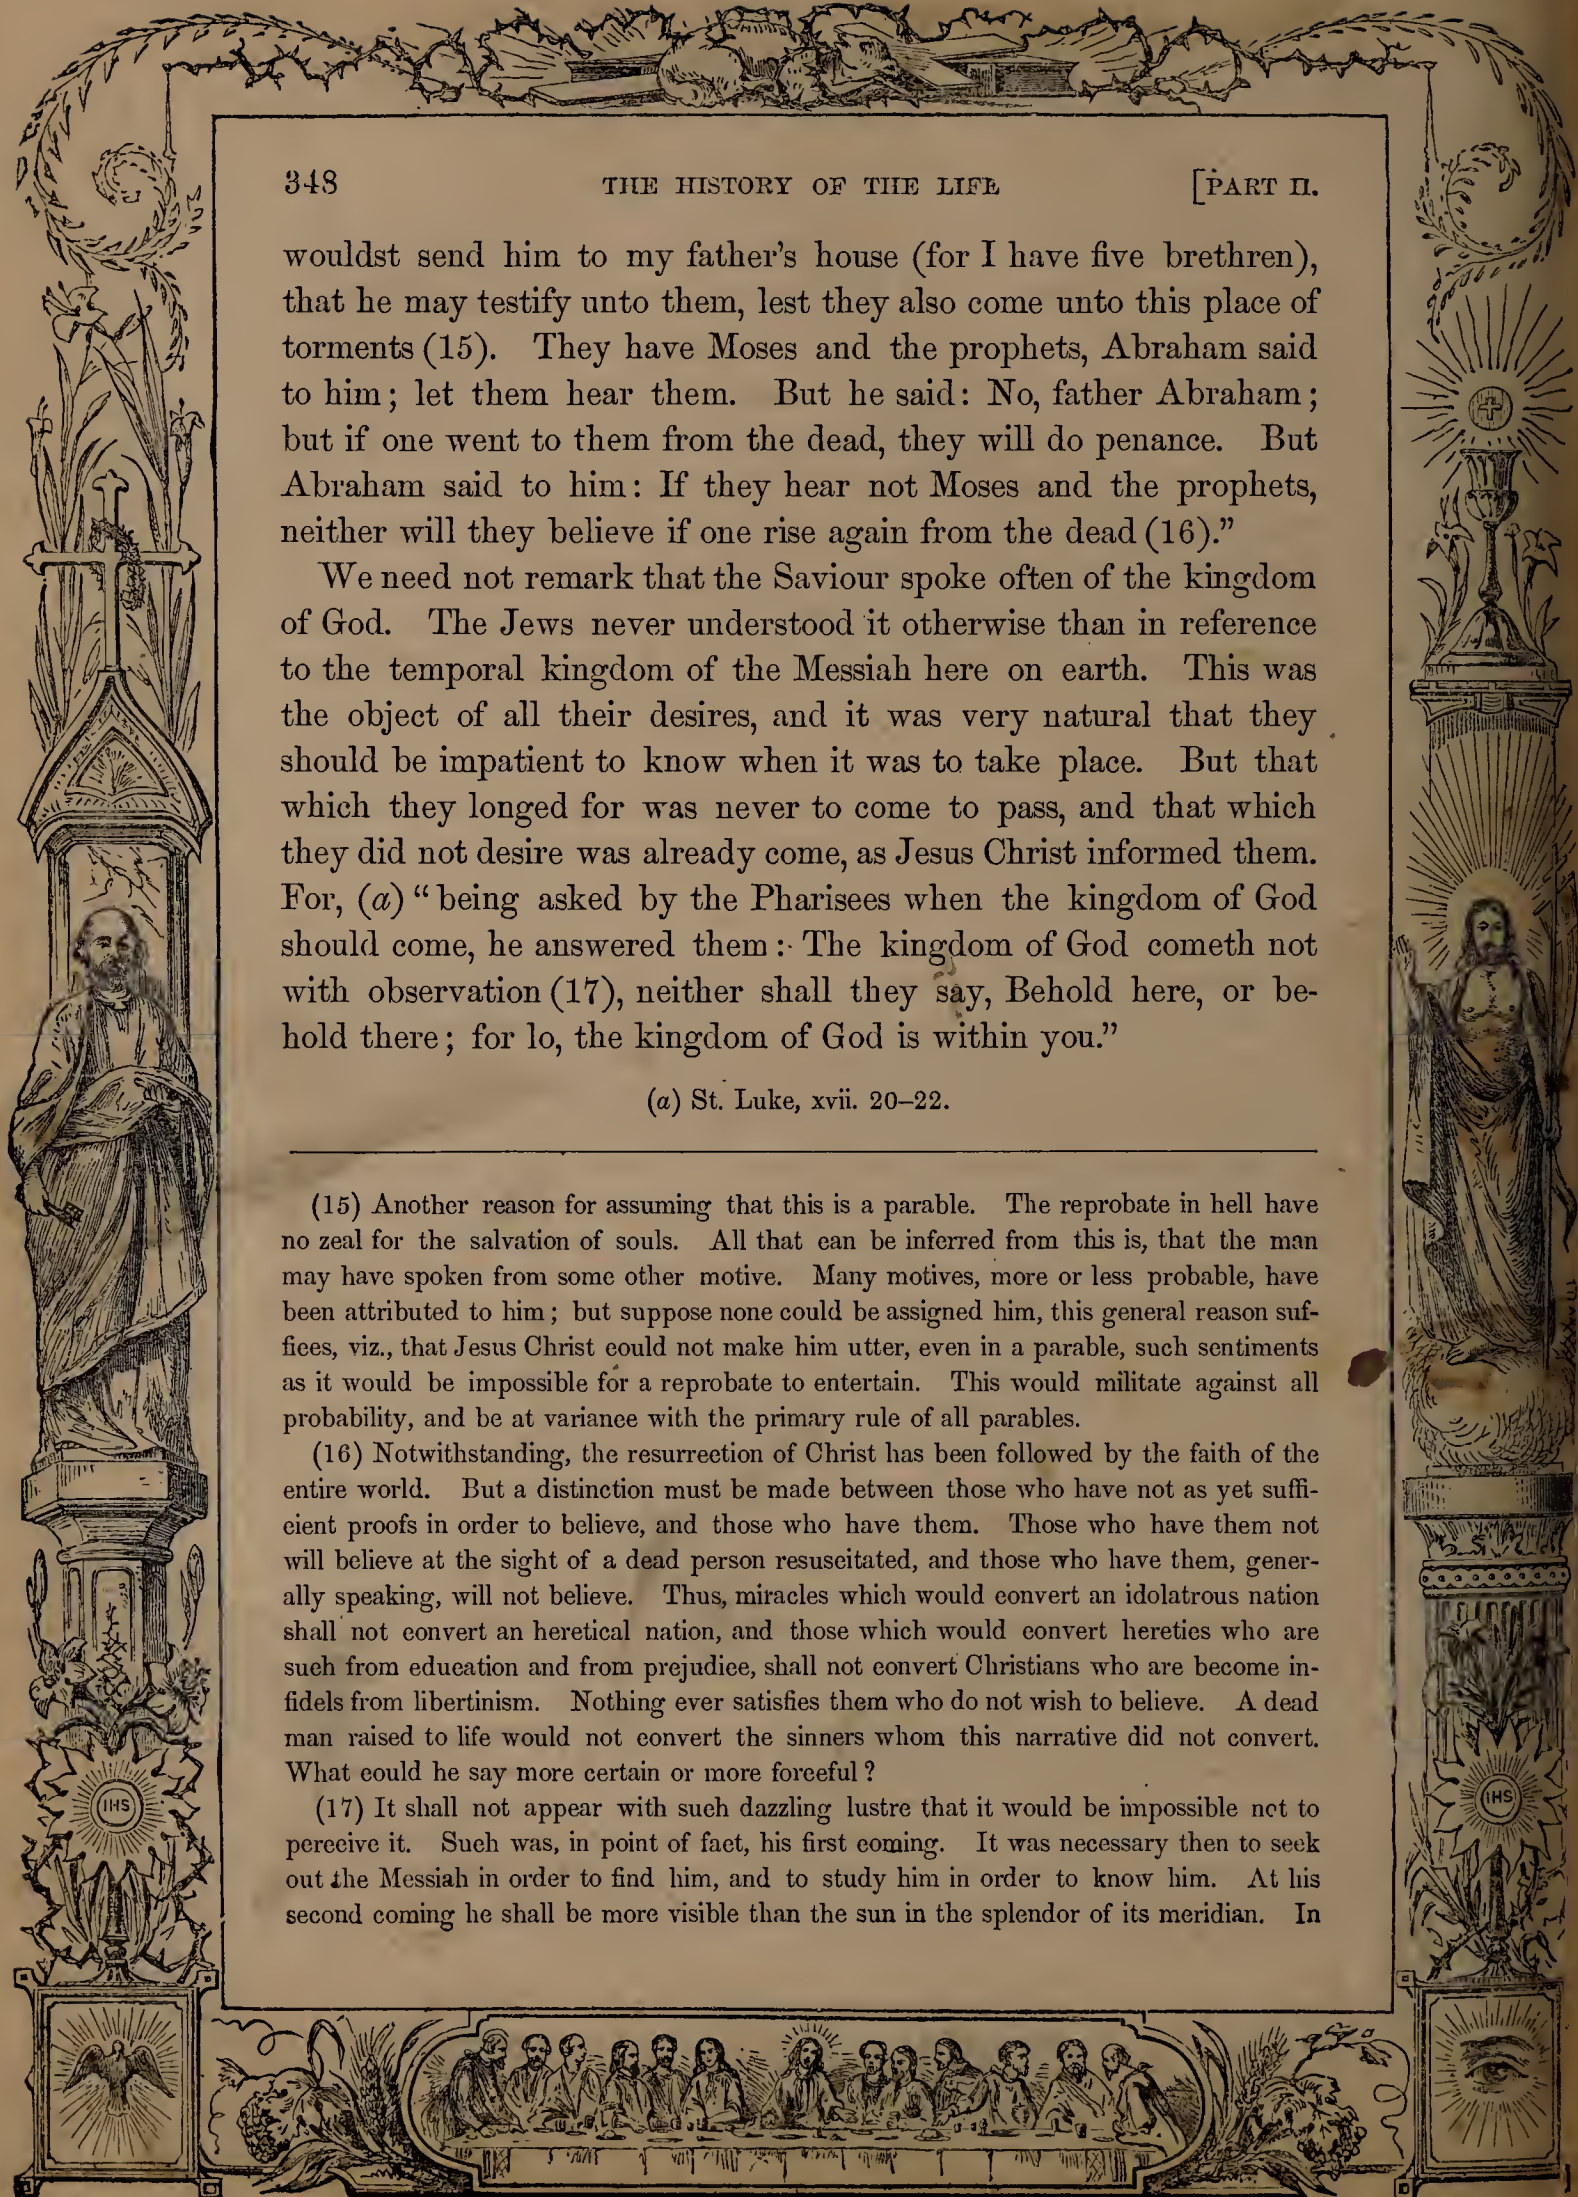 348 THE HISTORY OF THE LIFE [PART II.
wouldst send him to my father's house (for I have five brethren),
that he may testify unto them, lest they also come unto this place of
torments (15). They have Moses and the prophets, Abraham said
to him; let them hear them. But he said: No, father Abraham;
but if one went to them from the dead, they will do penance. But
Abraham said to him: If they hear not Moses and the prophets,
neither will they believe if one rise again from the dead (16).”
We need not remark that the Saviour spoke often of the kingdom
of God. The Jews never understood it otherwise than in reference
to the temporal kingdom of the Messiah here on earth. This was
the object of all their desires, and it was very natural that they
should be impatient to know when it was to take place. But that
which they longed for was never to come to pass, and that which
they did not desire was already come, as Jesus Christ informed them.
For, (a) “being asked by the Pharisees when the kingdom of God
should come, he answered them: The kingdom of God cometh not
with observation (17), neither shall they say, Behold here, or be-
hold there; for lo, the kingdom of God is within you.”
(a) St. Luke, xvii. 20–22.
(15) Another reason for assuming that this is a parable. The reprobate in hell have
no zeal for the salvation of souls. All that can be inferred from this is, that the man
may have spoken from some other motive. Many motives, more or less probable, have
been attributed to him; but suppose none could be assigned him, this general reason suf-
fices, viz., that Jesus Christ could not make him utter, even in a parable, such sentiments
as it would be impossible for a reprobate to entertain. This would militate against all
probability, and be at variance with the primary rule of all parables.
(16) Notwithstanding, the resurrection of Christ has been followed by the faith of the
entire world. But a distinction must be made between those who have not as yet suffi-
cient proofs in order to believe, and those who have them. Those who have them not
will believe at the sight of a dead person resuscitated, and those who have them, gener-
ally speaking, will not believe. Thus, miracles which would convert an idolatrous nation
shall not convert an heretical nation, and those which would convert heretics who are
such from education and from prejudice, shall not convert Christians who are become in-
fidels from libertinism. Nothing ever satisfies them who do not wish to believe. A dead
man raised to life would not convert the sinners whom this narrative did not convert.
What could he say more certain or more forceful?
(17) It shall not appear with such dazzling lustre that it would be impossible not to
perceive it. Such was, in point of fact, his first coming. It was necessary then to seek
out the Messiah in order to find him, and to study him in order to know him. At his
second coming he shall be more visible than the sun in the splendor of its meridian. In
IHS
IHS